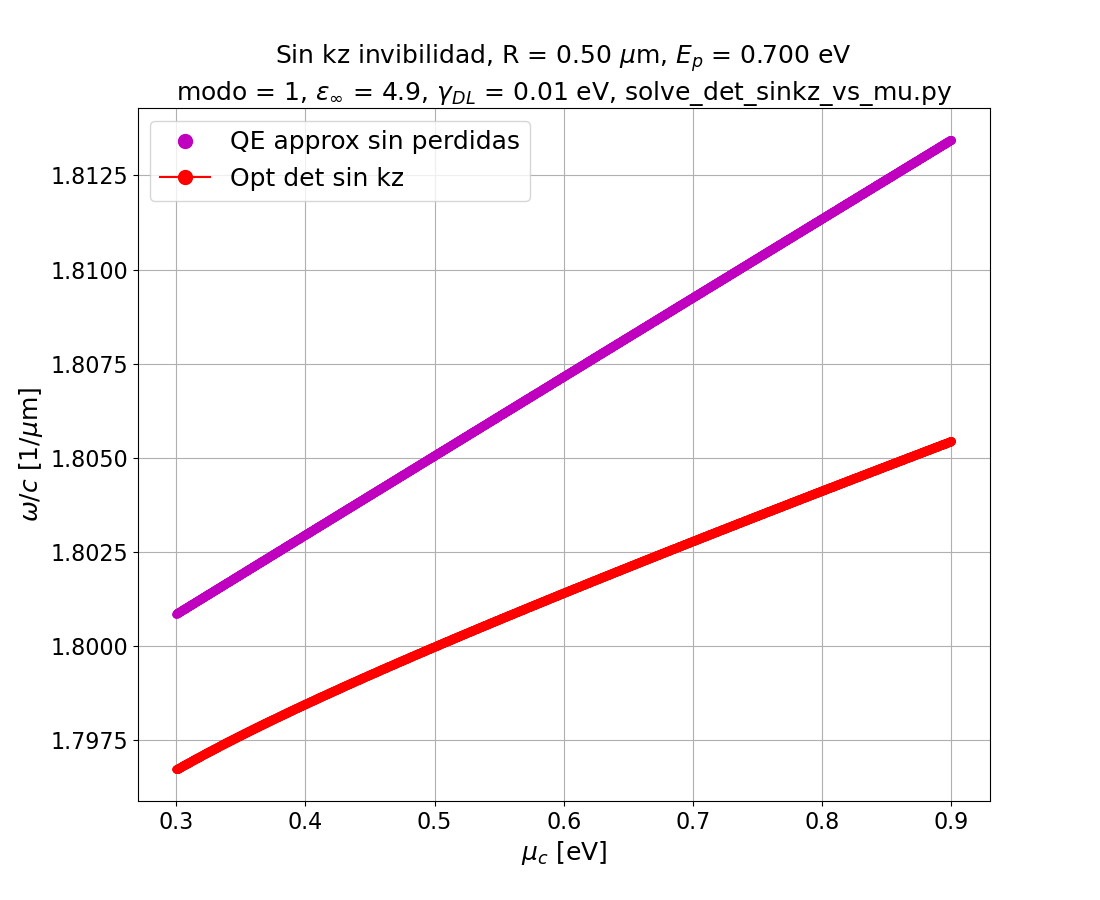 Sin kz invibilidad, R = 0.50 μm, E_p = 0.700 eV
modo = 1, ε_∞ = 4.9, γ_DL = 0.01 eV, solve_det_sinkz_vs_mu.py
QE approx sin perdidas
Opt det sin kz
1.8125
1.8100
1.8075
1.8050
1.8025
1.8000
1.7975
ω/c [1/μm]
0.3 0.4 0.5 0.6 0.7 0.8 0.9
μ_c [eV]